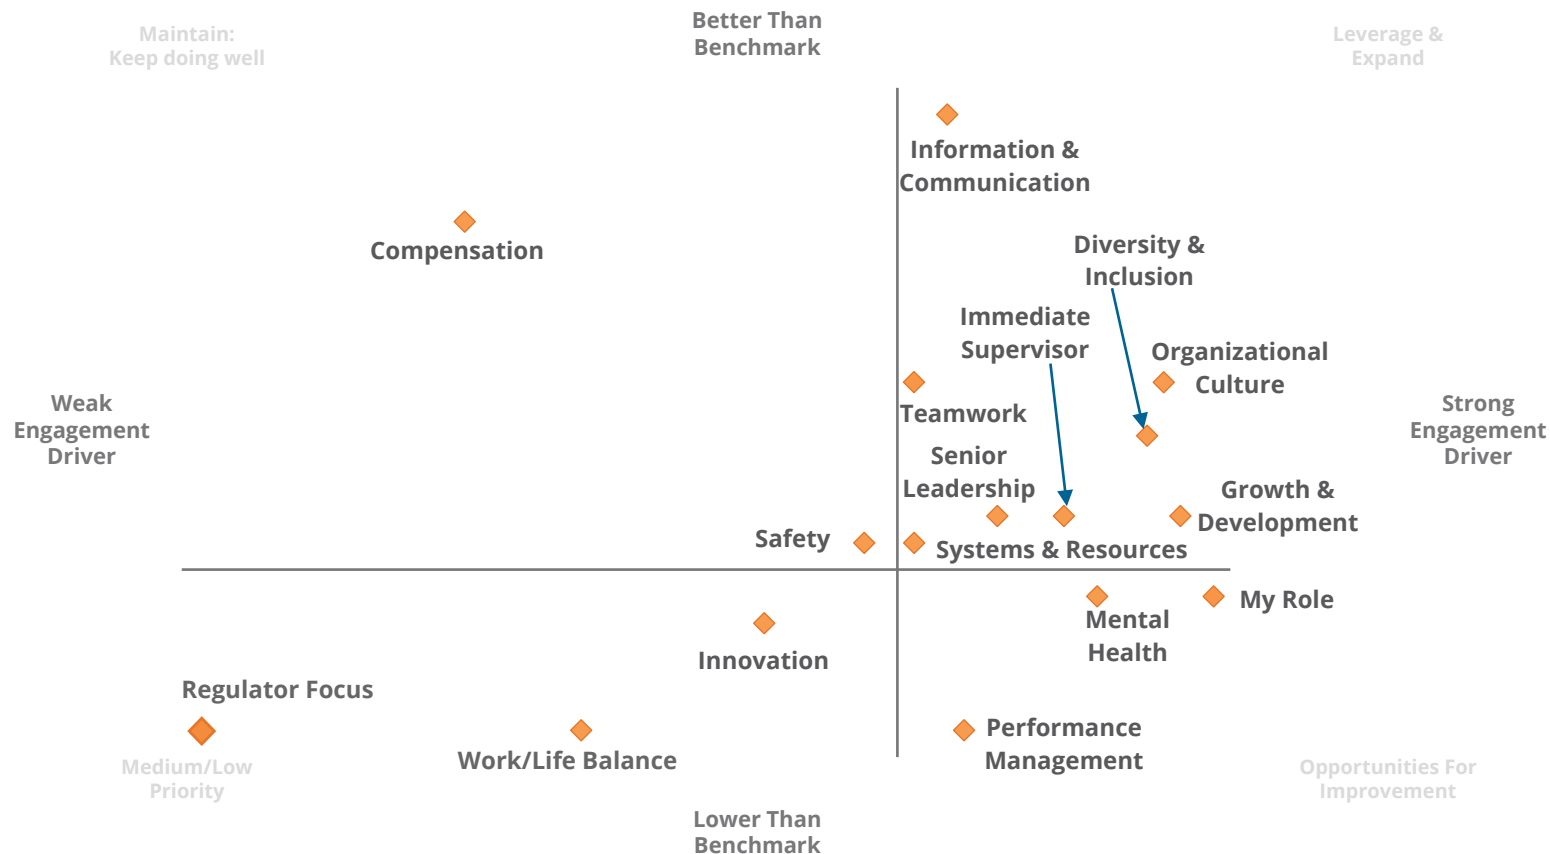 Better Than
Benchmark
Maintain:
Keep doing well
Leverage &
Expand
Information &
Communication
Compensation
Diversity &
Inclusion
Immediate
Supervisor
Organizational
Culture
Weak
Engagement
Driver
Teamwork
Strong
Engagement
Driver
Senior
Leadership
Growth &
Development
Safety
Systems & Resources
My Role
Mental
Health
Innovation
Regulator Focus
Work/Life Balance
Performance
Management
Medium/Low
Priority
Opportunities For
Improvement
Lower Than
Benchmark